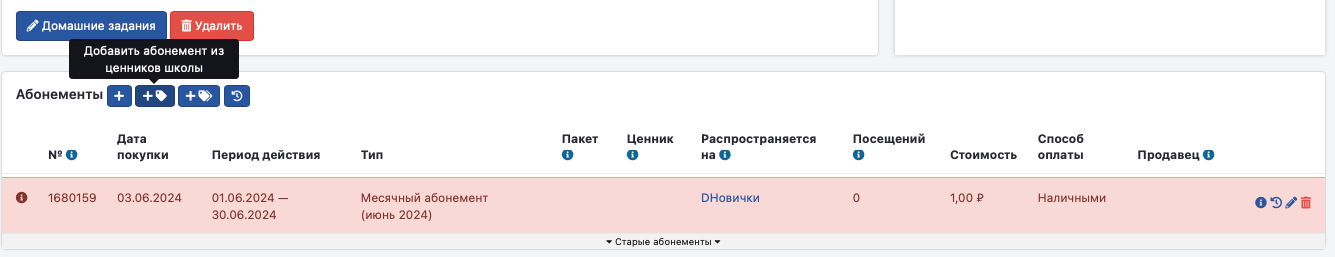 Домашние задания
Удалить
Добавить абонемент из
ценников школы
Абонементы
№
Дата
покупки
Период действия
Тип
Пакет
Ценник
Распространяется
на
Посещений
Стоимость
Способ
оплаты
Продавец
1680159
03.06.2024
01.06.2024 —
30.06.2024
Месячный абонемент
(июнь 2024)
DНовички
0
1,00 ₽
Наличными
Старые абонементы